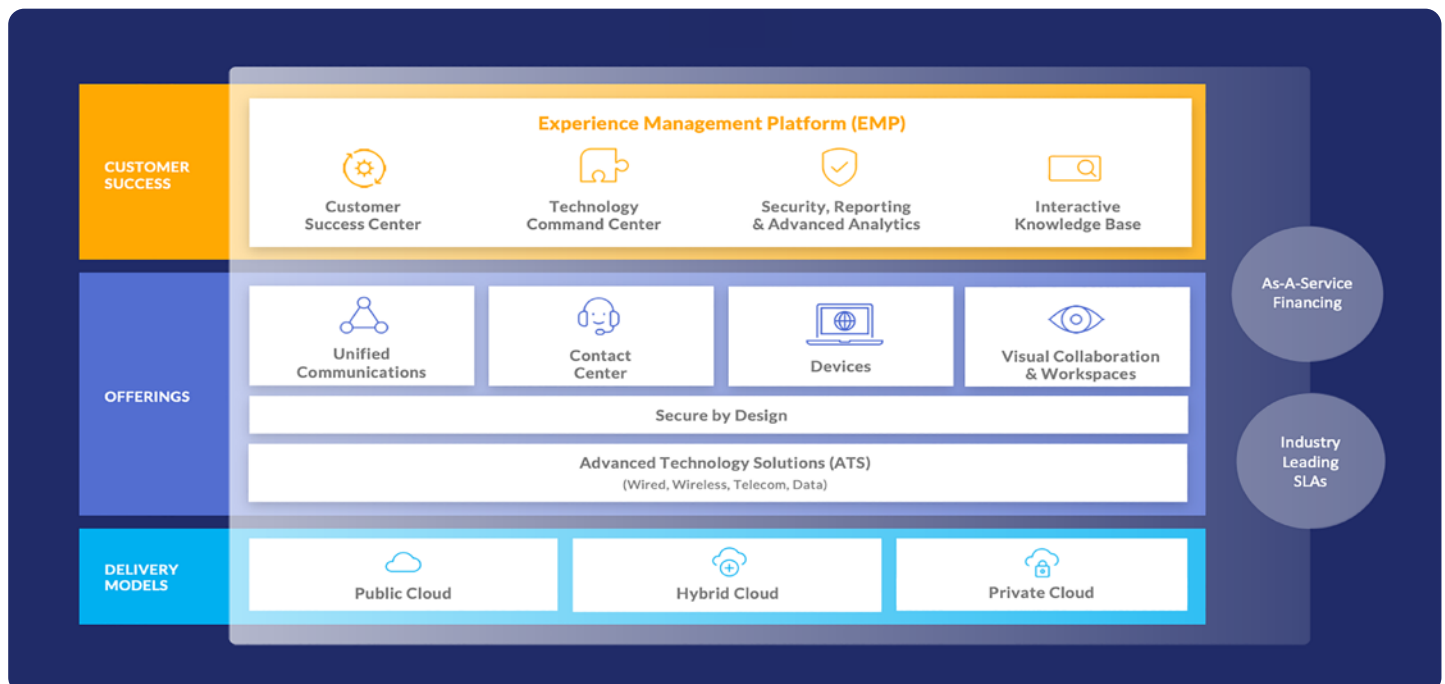 CUSTOMER
SUCCESS
Experience Management Platform (EMP)
Customer
Success Center
Technology
Command Center
Security, Reporting
& Advanced Analytics
Interactive
Knowledge Base
OFFERINGS
Unified
Communications
Contact
Center
Devices
Visual Collaboration
& Workspaces
Secure by Design
Advanced Technology Solutions (ATS)
(Wired, Wireless, Telecom, Data)
DELIVERY
MODELS
Public Cloud
Hybrid Cloud
Private Cloud
As-A-Service
Financing
Industry
Leading
SLAs